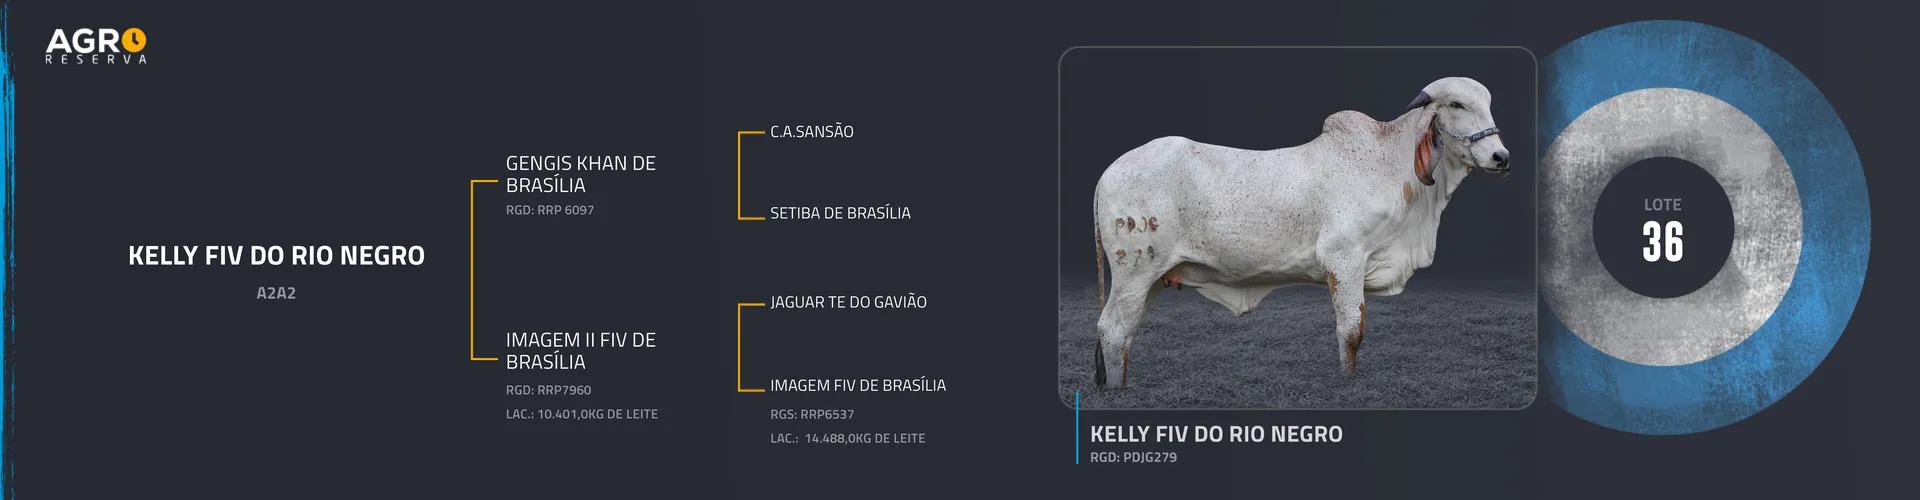 AGRO
RESERVA
KELLY FIV DO RIO NEGRO
A2A2
GENGIS KHAN DE
BRASÍLIA
RGD: RRP 6097
IMAGEM II FIV DE
BRASÍLIA
RGD: RRP7960
LAC.: 10.401,0KG DE LEITE
C.A.SANSÃO
SETIBA DE BRASÍLIA
JAGUAR TE DO GAVIÃO
IMAGEM FIV DE BRASÍLIA
RGS: RRP6537
LAC.: 14.488,0KG DE LEITE
PDJG
279
KELLY FIV DO RIO NEGRO
RGD: PDJG279
LOTE
36